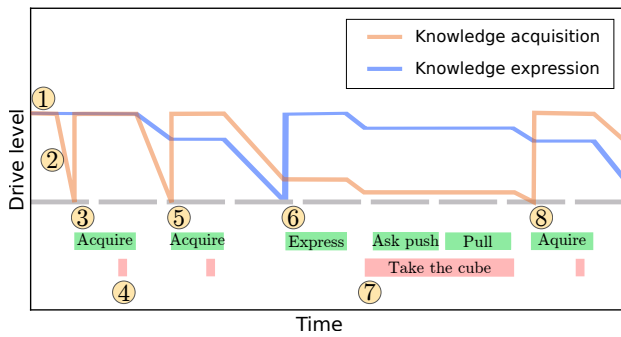 Knowledge acquisition
Knowledge expression
Drive level
1
2
3
5
6
8
Acquire
Acquire
Express
Ask push
Pull
Aquire
Take the cube
4
7
Time